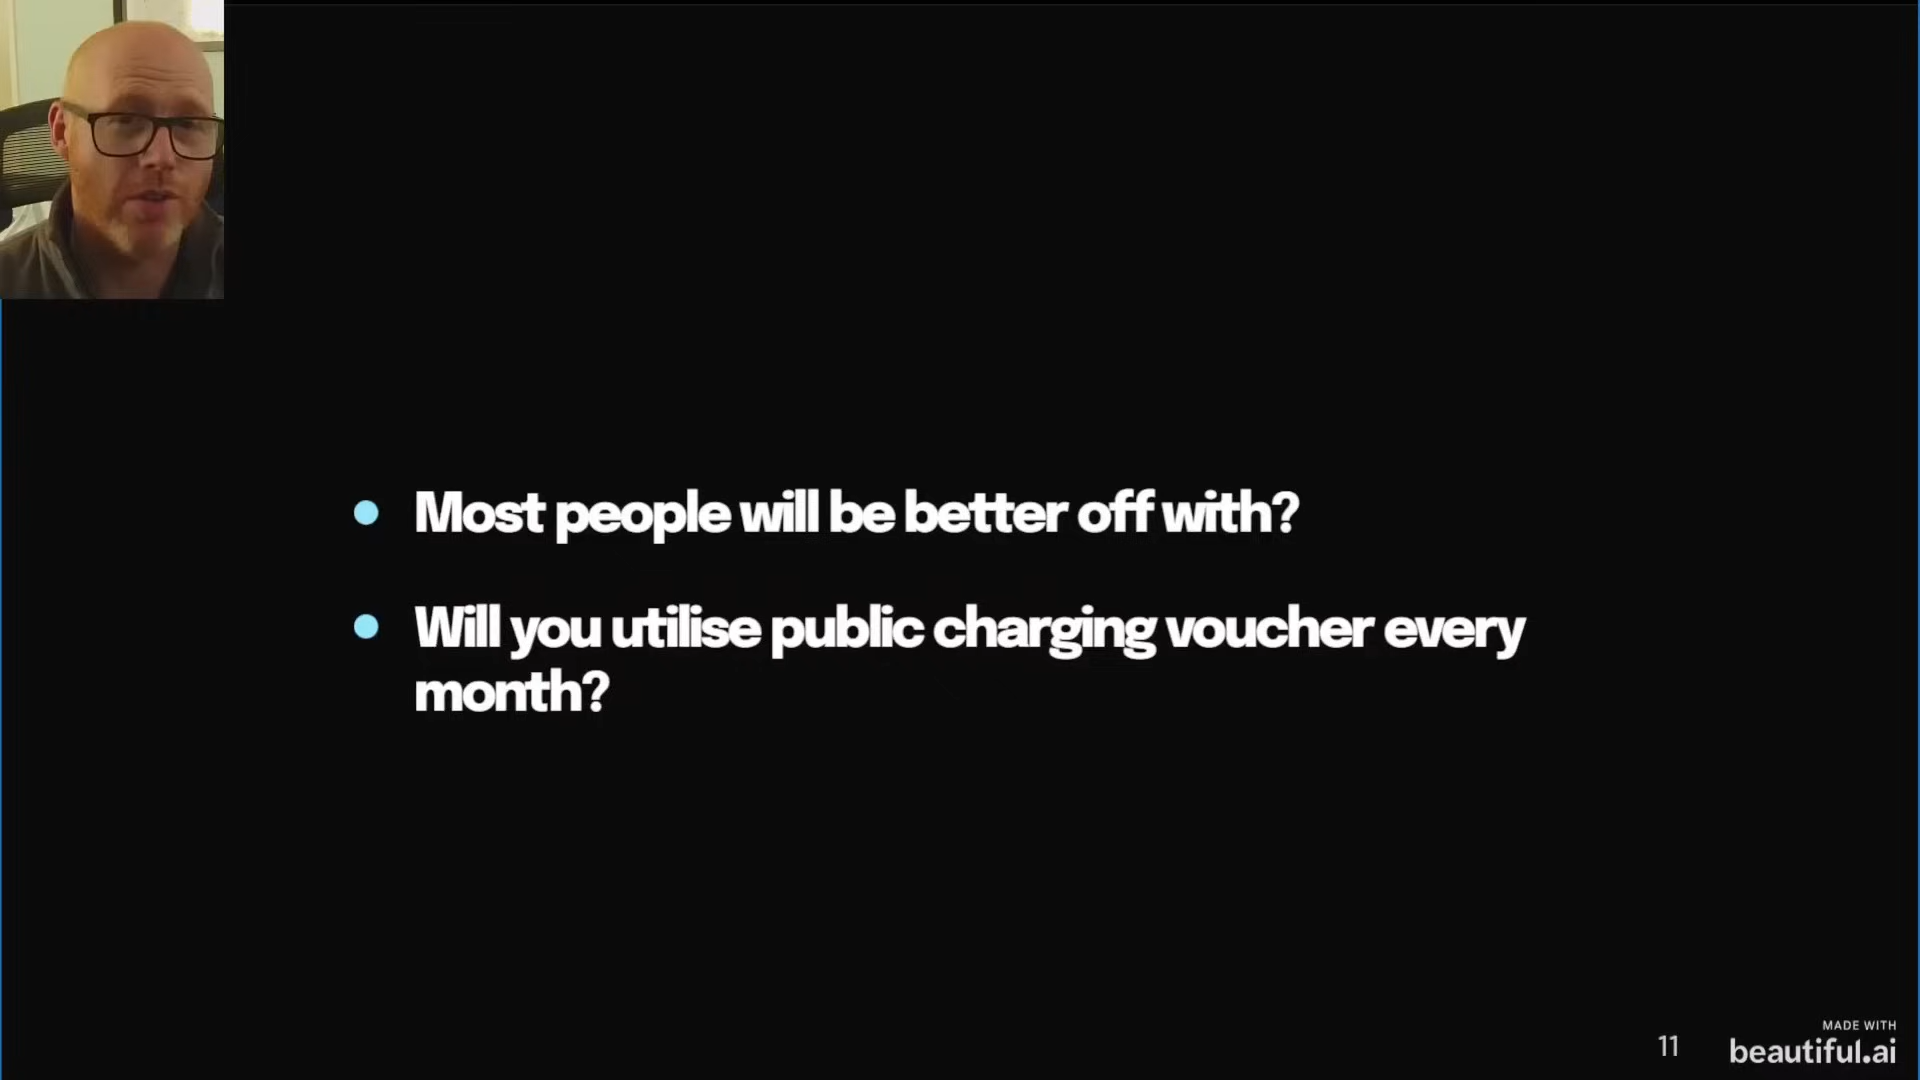 Most people will be better off with?
Will you utilise public charging voucher every
month?
11
MADE WITH
beautiful.ai